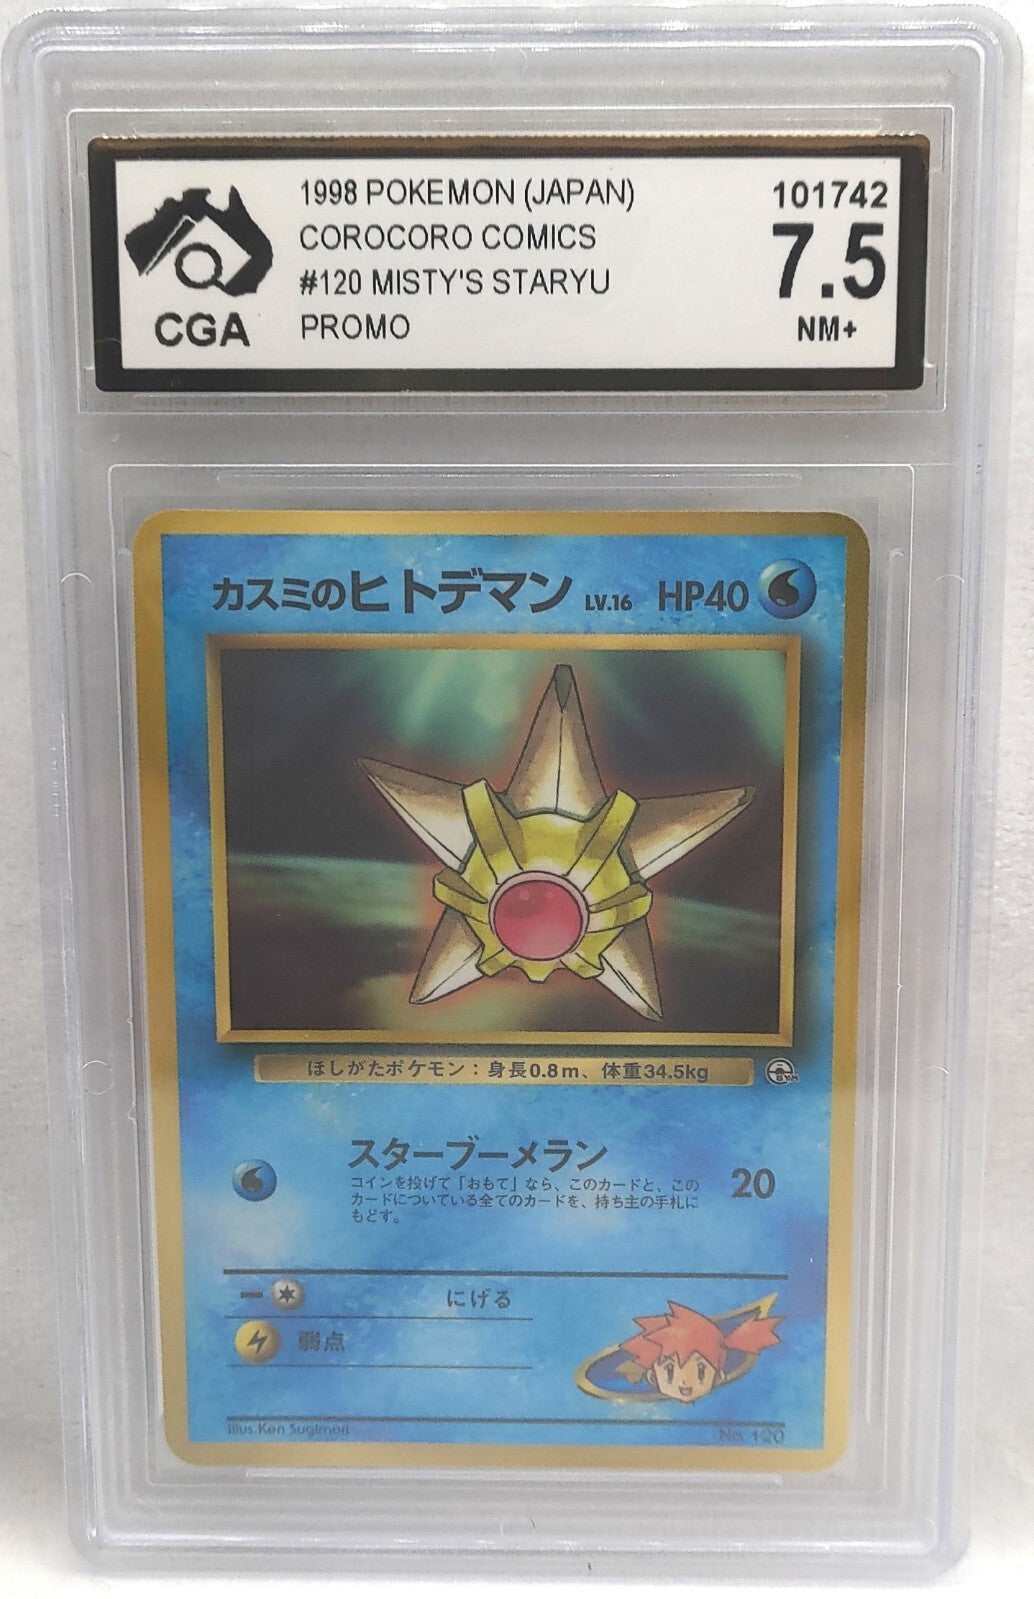 1998 POKEMON (JAPAN)
COROCORO COMICS
#120 MISTY'S STARYU
PROMO
101742
7.5
NM+
CGA
カスミのヒトデマン LV.16 HP40
ほしがたポケモン：身長0.8m、体重34.5kg
GYM
スターブーメラン 20
コインを投げて「おもて」なら、このカードと、この
カードについている全てのカードを、持ち主の手札に
もどす。
にげる
弱点
Illus. Ken Sugimori
No. 120